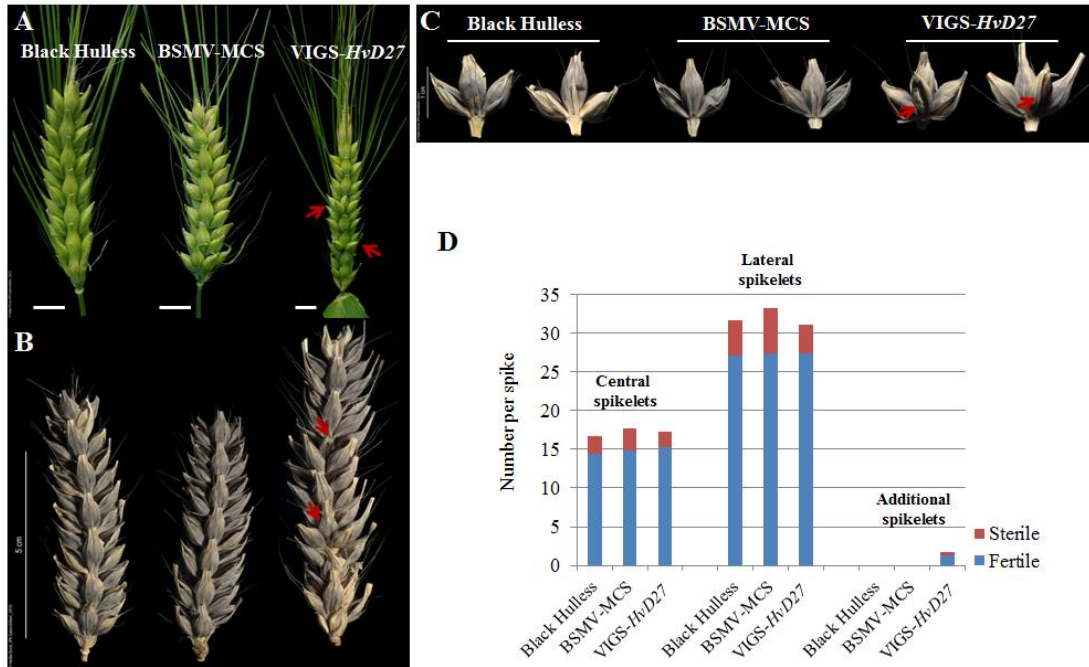 A
Black Hulless BSMV-MCS VIGS-HvD27
B
5 cm
C
Black Hulless BSMV-MCS VIGS-HvD27
1 cm
D
Number per spike
35
30
25
20
15
10
5
0
Central
spikelets
Lateral
spikelets
Additional
spikelets
Sterile
Fertile
Black Hulless
BSMV-MCS
VIGS-HvD27
Black Hulless
BSMV-MCS
VIGS-HvD27
Black Hulless
BSMV-MCS
VIGS-HvD27